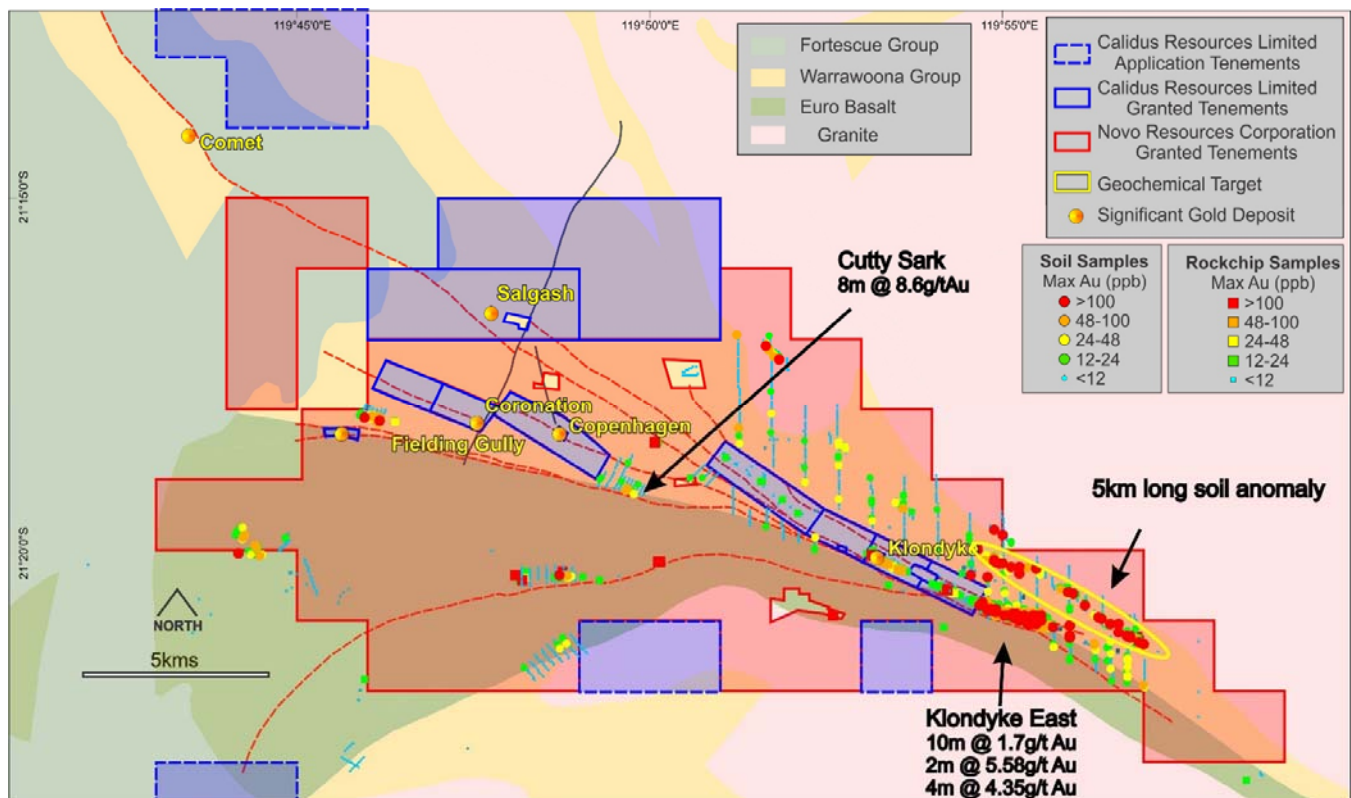 119°45'0"E
119°50'0"E
119°55'0"E
21°15'0"S
21°20'0"S
Fortescue Group
Warrawoona Group
Euro Basalt
Granite
Calidus Resources Limited
Application Tenements
Calidus Resources Limited
Granted Tenements
Novo Resources Corporation
Granted Tenements
Geochemical Target
Significant Gold Deposit
Soil Samples
Max Au (ppb)
>100
48-100
24-48
12-24
<12
Rockchip Samples
Max Au (ppb)
>100
48-100
24-48
12-24
<12
Comet
Salgash
Cutty Sark
8m @ 8.6g/tAu
Coronation
Fielding Gully
Copenhagen
Klondyke
5km long soil anomaly
NORTH
5kms
Klondyke East
10m @ 1.7g/t Au
2m @ 5.58g/t Au
4m @ 4.35g/t Au